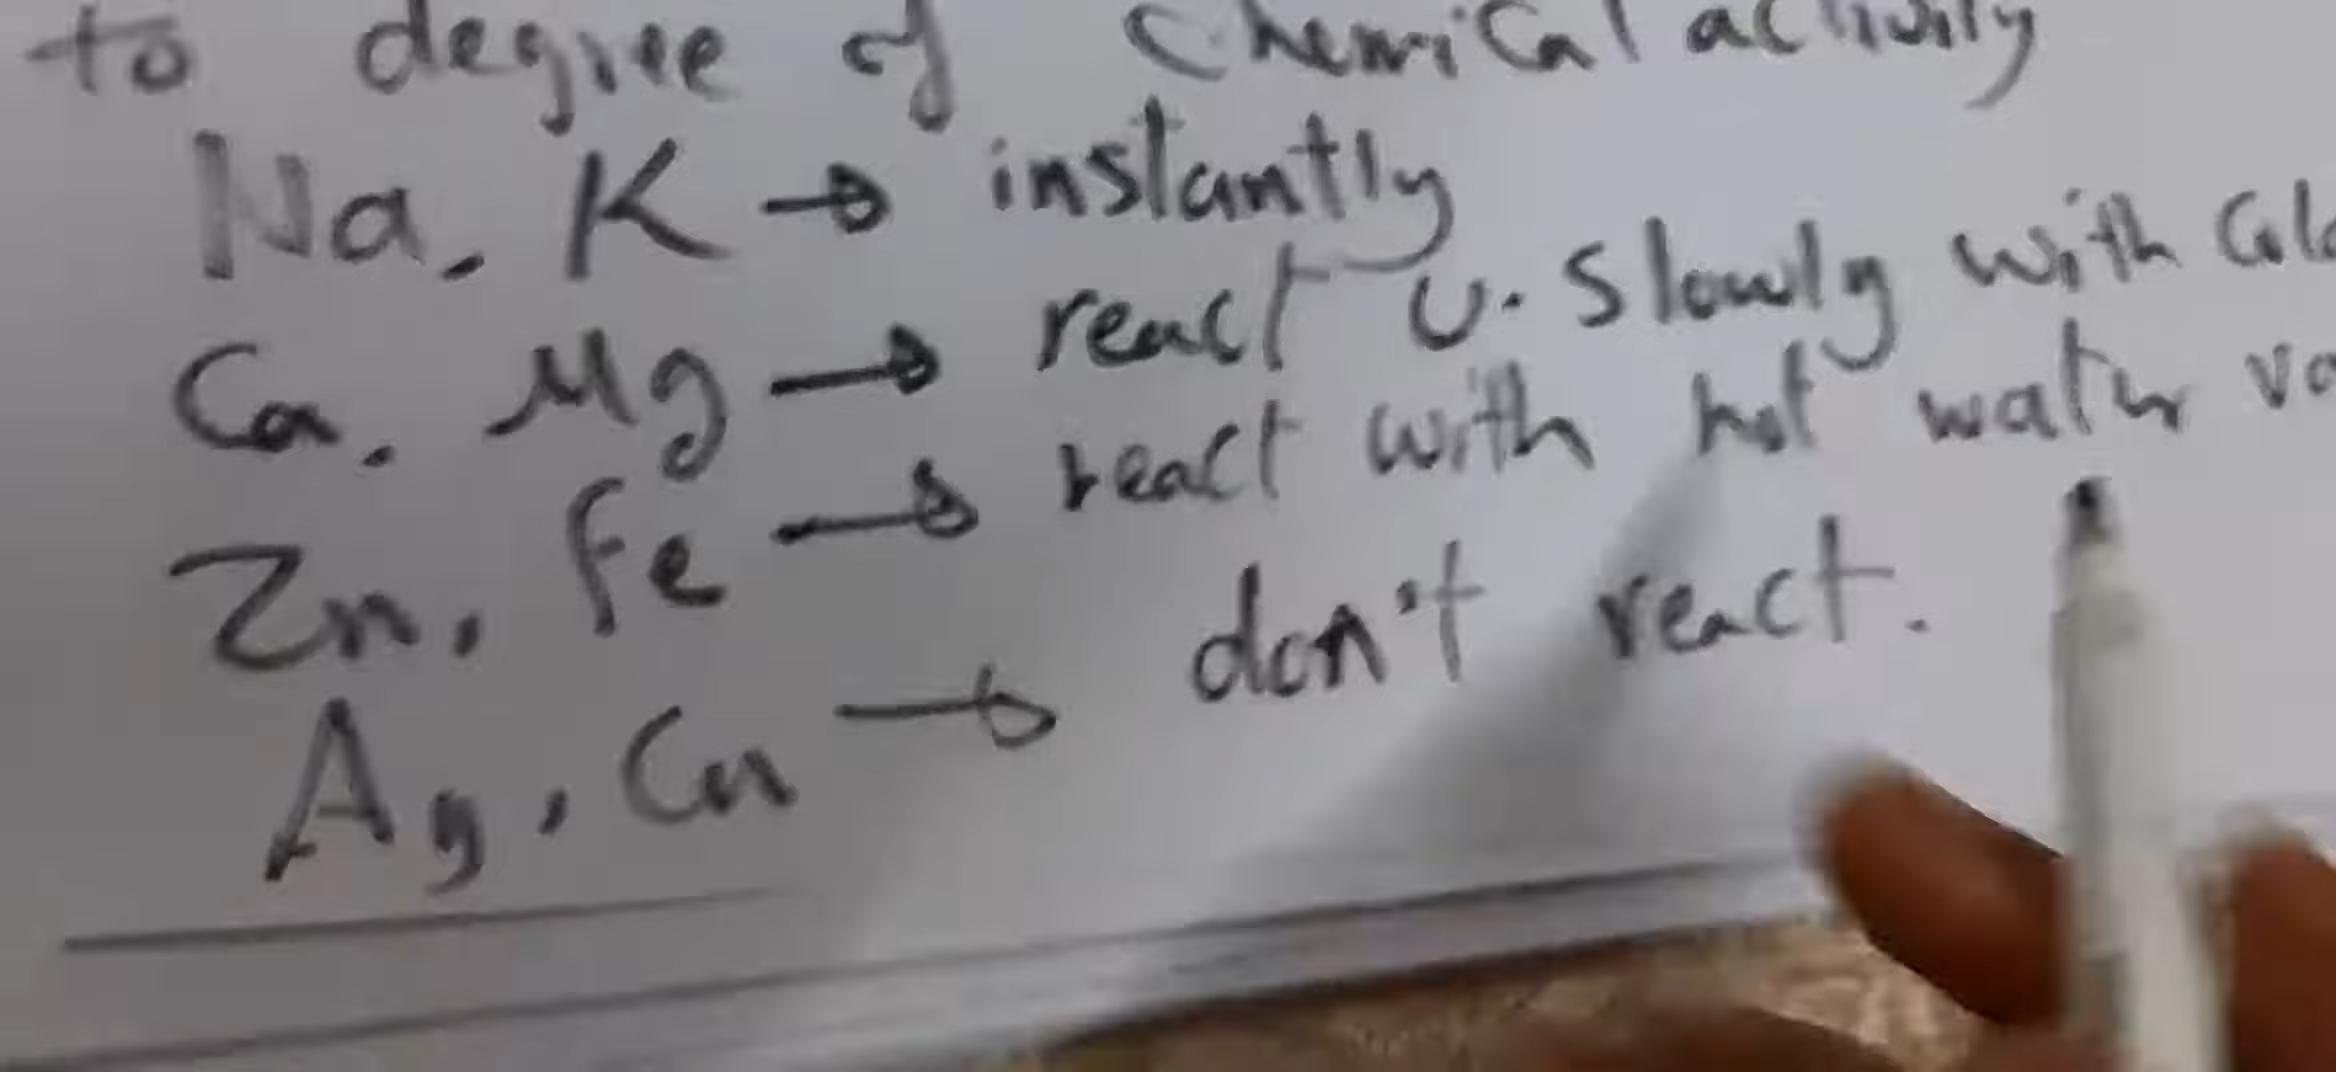 to degree of Chemical activity
Na, K → instantly
Ca, Mg → react v. slowly with
Zn, Fe → react with hot water
Ag, Cu → don't react.